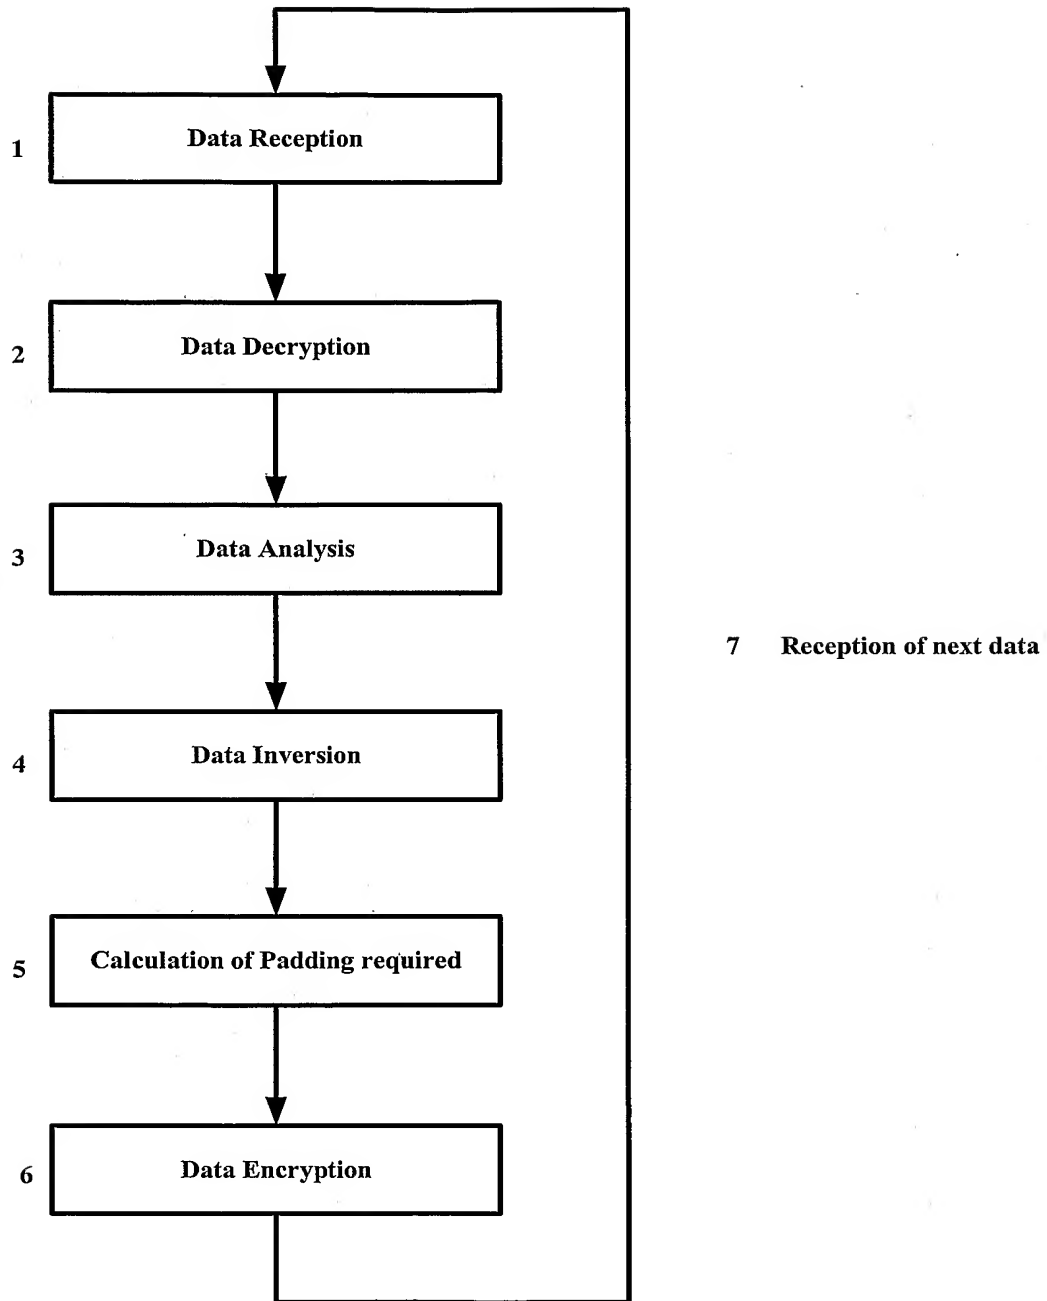 1 Data Reception
2 Data Decryption
3 Data Analysis
7 Reception of next data
4 Data Inversion
5 Calculation of Padding required
6 Data Encryption